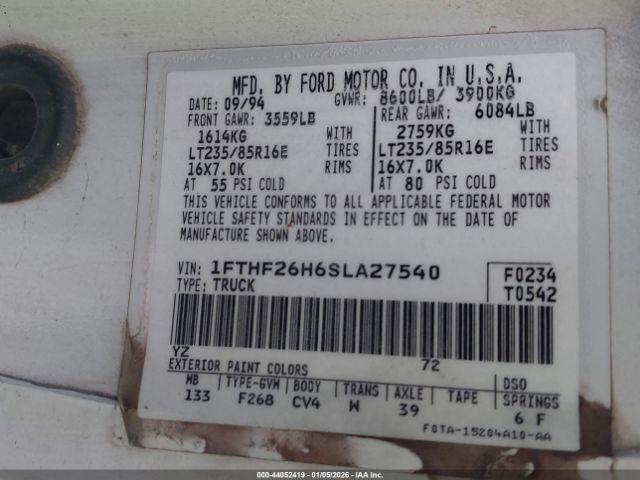 MFD. BY FORD MOTOR CO. IN U.S.A.
DATE: 09/94 GVWR: 8600LB/ 3900KG
FRONT GAWR: 3559LB REAR GAWR: 6084LB
1614KG WITH 2759KG WITH
LT235/85R16E TIRES LT235/85R16E TIRES
16X7.0K RIMS 16X7.0K RIMS
AT 55 PSI COLD AT 80 PSI COLD
THIS VEHICLE CONFORMS TO ALL APPLICABLE FEDERAL MOTOR
VEHICLE SAFETY STANDARDS IN EFFECT ON THE DATE OF
MANUFACTURE SHOWN ABOVE.
VIN: 1FTHF26H6SLA27540 F0234
TYPE: TRUCK T0542
YZ 72
EXTERIOR PAINT COLORS DSO
WB TYPE-GVW BODY TRANS AXLE TAPE SPRINGS
133 F268 CV4 W 39 6 F
F0TA-15204A10-AA
000-44052419 | 01/05/2026 - IAA Inc.